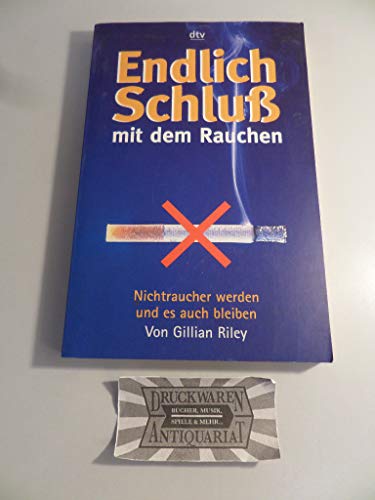 dtv
Endlich
Schluß
mit dem Rauchen
Nichtraucher werden
und es auch bleiben
Von Gillian Riley
DRUCKWAREN
BÜCHER, MUSIK,
SPIELE & MEHR...
ANTIQUARIAT